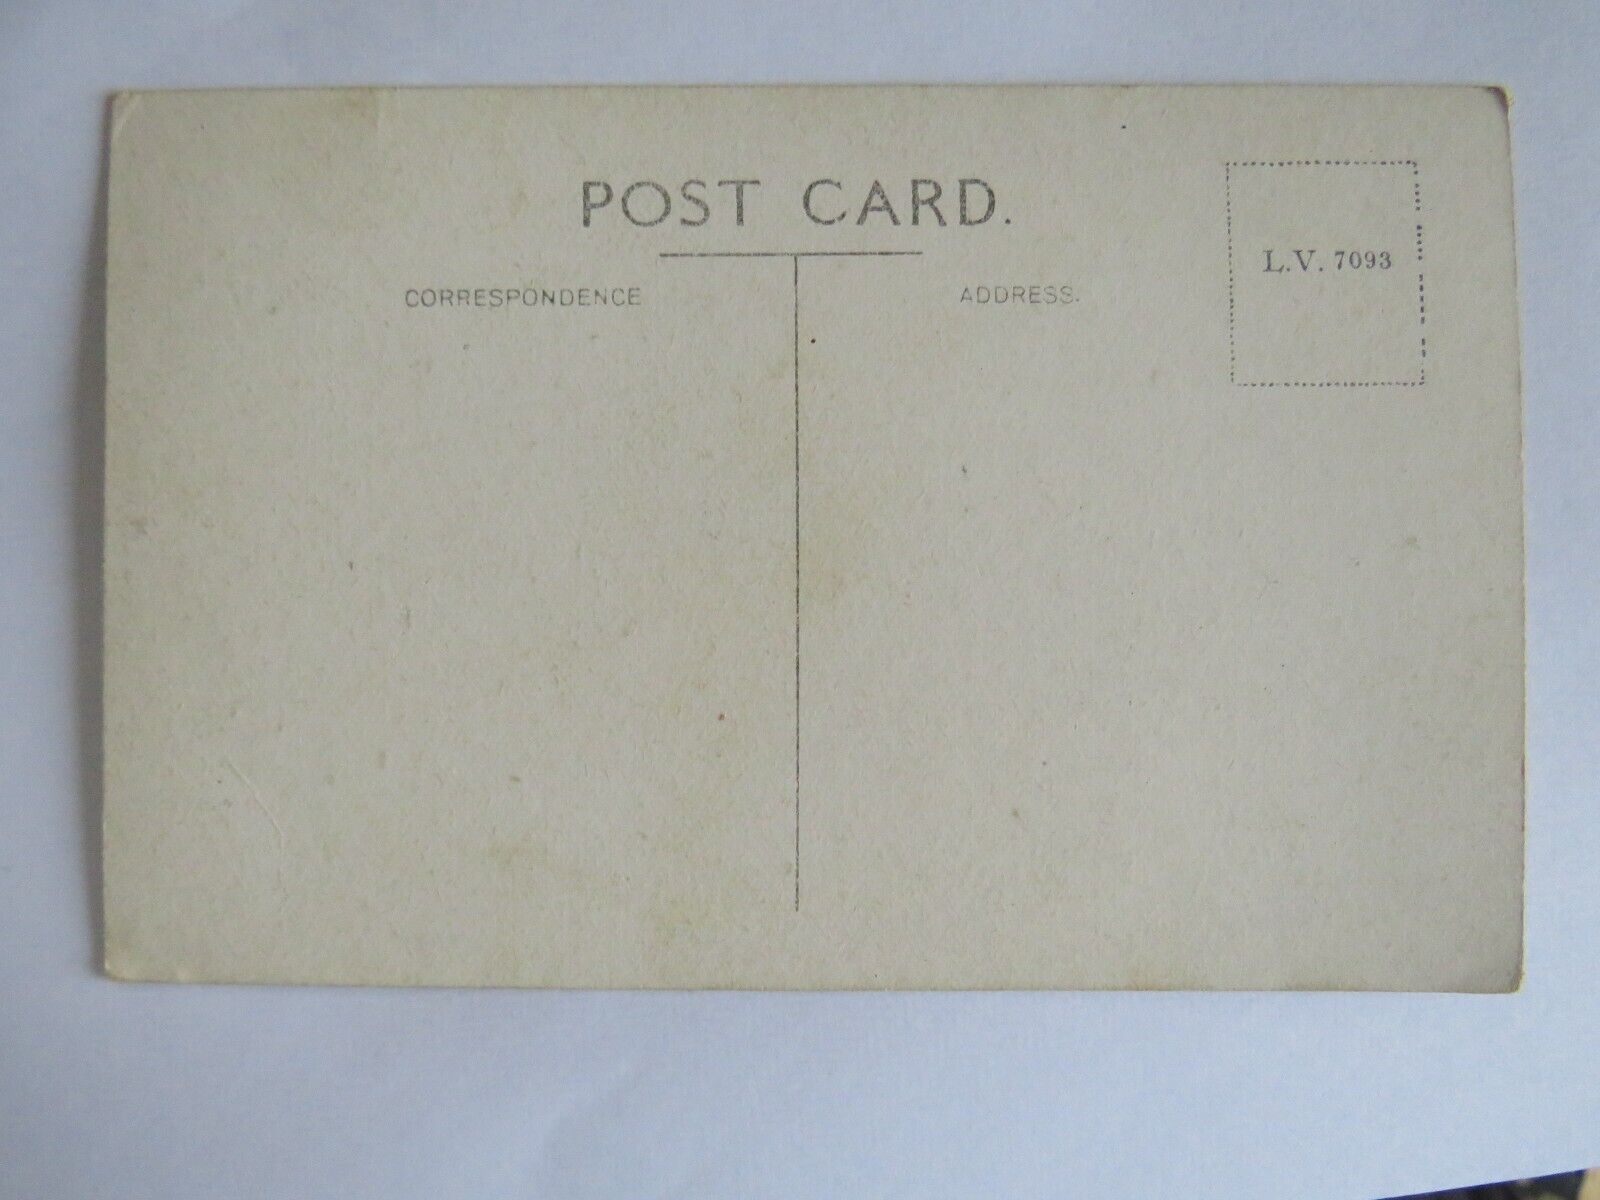 POST CARD.
CORRESPONDENCE
ADDRESS.
L.V. 7093